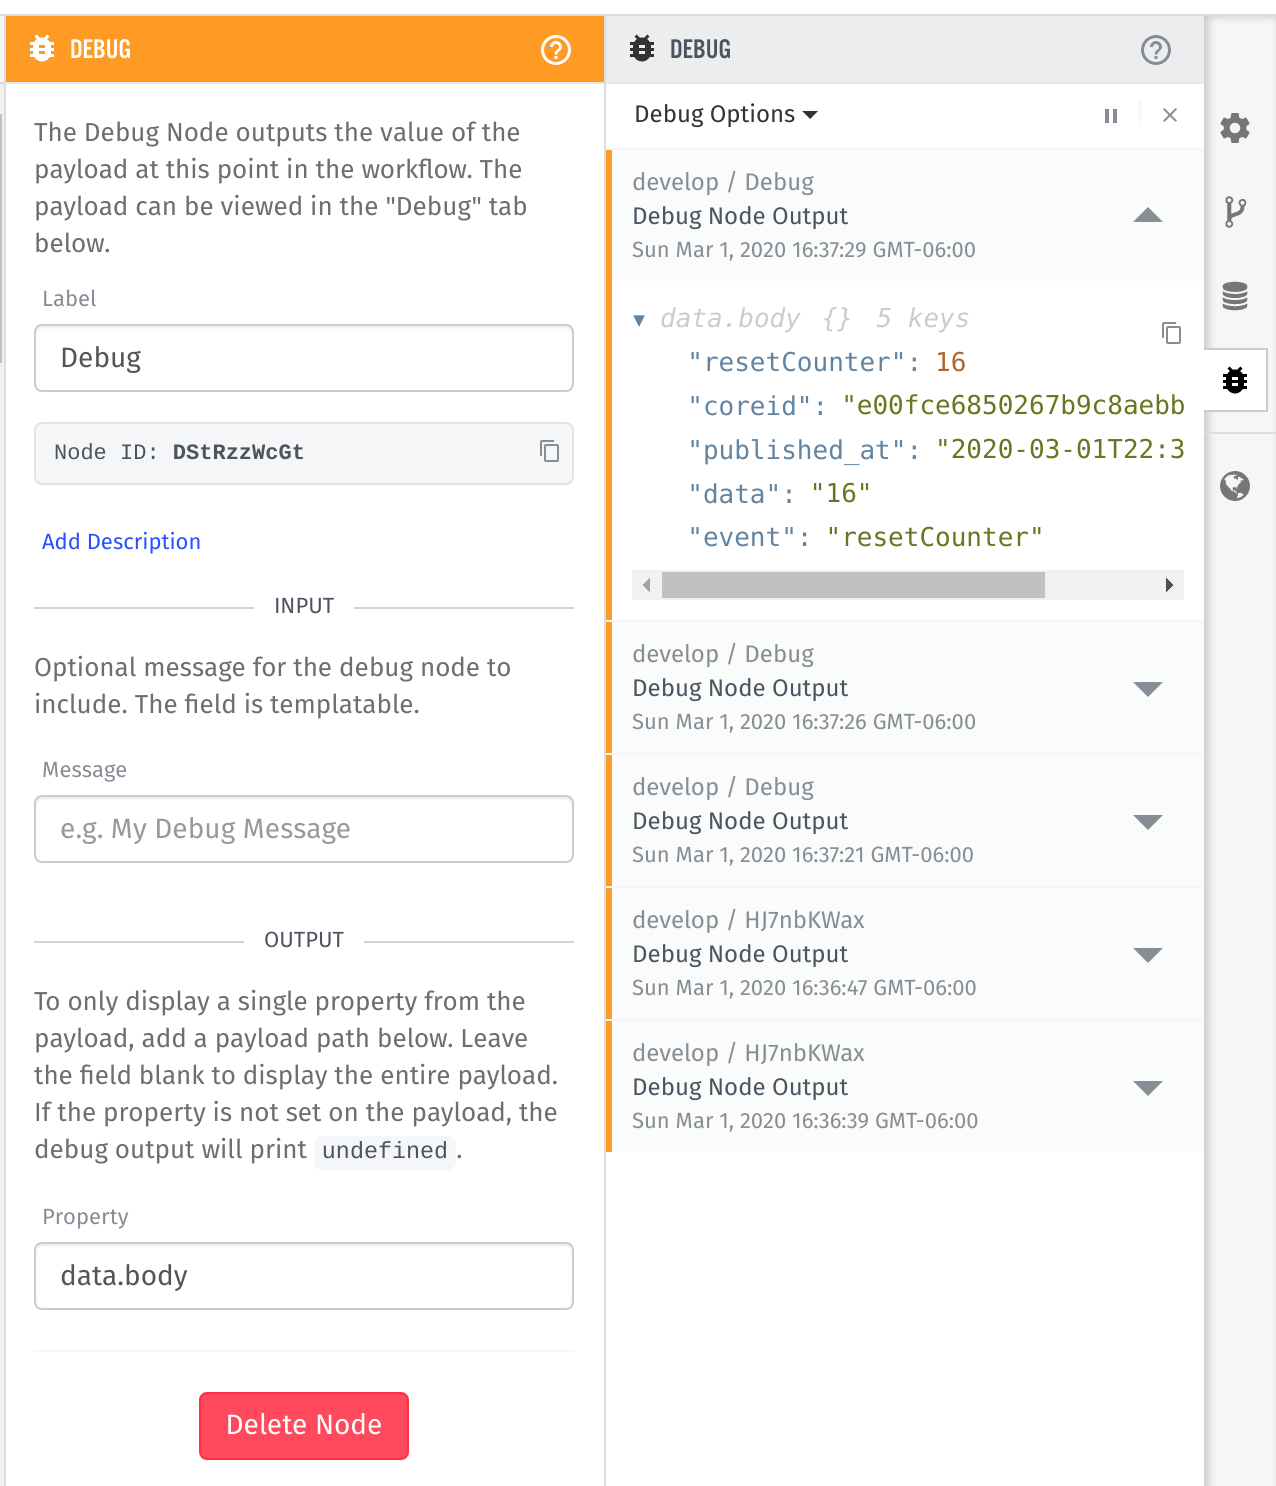 DEBUG
The Debug Node outputs the value of the
payload at this point in the workflow. The
payload can be viewed in the "Debug" tab
below.
Label
Debug
Node ID: DStRzzWcGt
Add Description
INPUT
Optional message for the debug node to
include. The field is templatable.
Message
e.g. My Debug Message
OUTPUT
To only display a single property from the
payload, add a payload path below. Leave
the field blank to display the entire payload.
If the property is not set on the payload, the
debug output will print undefined.
Property
data.body
Delete Node
DEBUG
Debug Options
develop / Debug
Debug Node Output
Sun Mar 1, 2020 16:37:29 GMT-06:00
data.body {} 5 keys
"resetCounter": 16
"coreid": "e00fce6850267b9c8aebb
"published_at": "2020-03-01T22:3
"data": "16"
"event": "resetCounter"
develop / Debug
Debug Node Output
Sun Mar 1, 2020 16:37:26 GMT-06:00
develop / Debug
Debug Node Output
Sun Mar 1, 2020 16:37:21 GMT-06:00
develop / HJ7nbKWax
Debug Node Output
Sun Mar 1, 2020 16:36:47 GMT-06:00
develop / HJ7nbKWax
Debug Node Output
Sun Mar 1, 2020 16:36:39 GMT-06:00